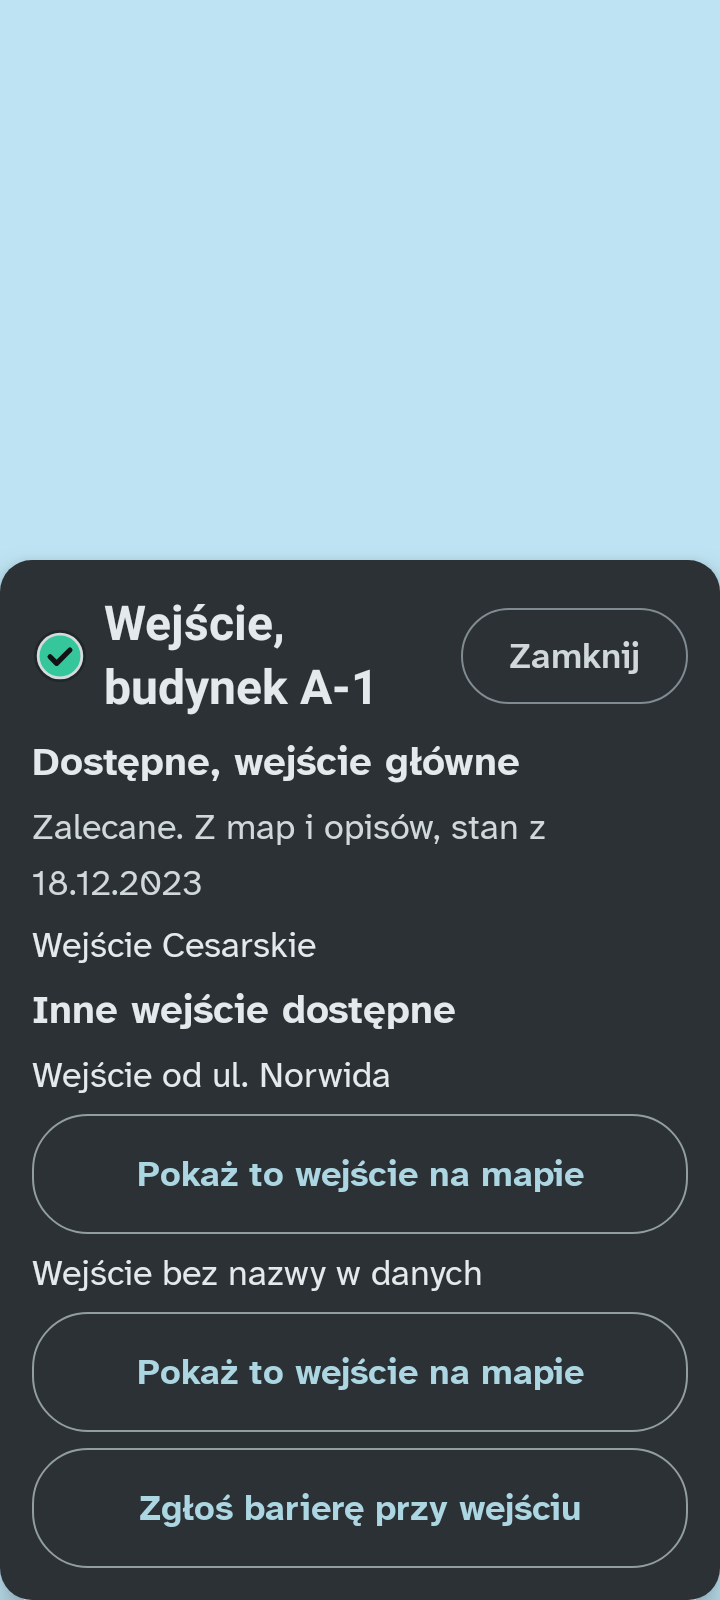 Wejście,
budynek A-1
Zamknij
Dostępne, wejście główne
Zalecane. Z map i opisów, stan z
18.12.2023
Wejście Cesarskie
Inne wejście dostępne
Wejście od ul. Norwida
Pokaż to wejście na mapie
Wejście bez nazwy w danych
Pokaż to wejście na mapie
Zgłoś barierę przy wejściu